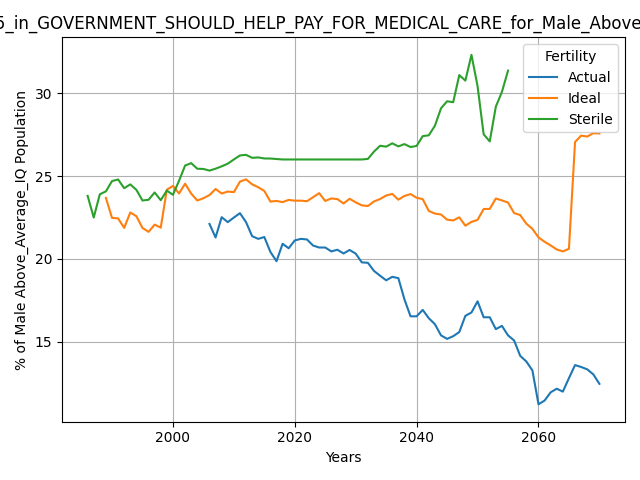 5_in_GOVERNMENT_SHOULD_HELP_PAY_FOR_MEDICAL_CARE_for_Male_Above
Fertility
Actual
Ideal
Sterile
% of Male Above_Average_IQ Population
30
25
20
15
2000
2020
2040
2060
Years